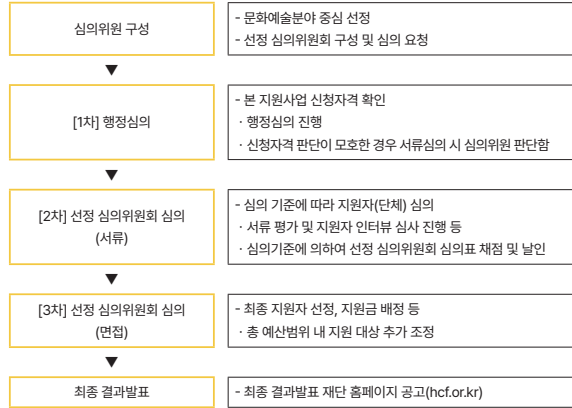 심의위원 구성
- 문화예술분야 중심 선정
- 선정 심의위원회 구성 및 심의 요청
▼
[1차] 행정심의
- 본 지원사업 신청자격 확인
· 행정심의 진행
· 신청자격 판단이 모호한 경우 서류심의 시 심의위원 판단함
▼
[2차] 선정 심의위원회 심의
(서류)
- 심의 기준에 따라 지원자(단체) 심의
· 서류 평가 및 지원자 인터뷰 심사 진행 등
· 심의기준에 의하여 선정 심의위원회 심의표 채점 및 날인
▼
[3차] 선정 심의위원회 심의
(면접)
- 최종 지원자 선정, 지원금 배정 등
· 총 예산범위 내 지원 대상 추가 조정
▼
최종 결과발표
- 최종 결과발표 재단 홈페이지 공고(hcf.or.kr)